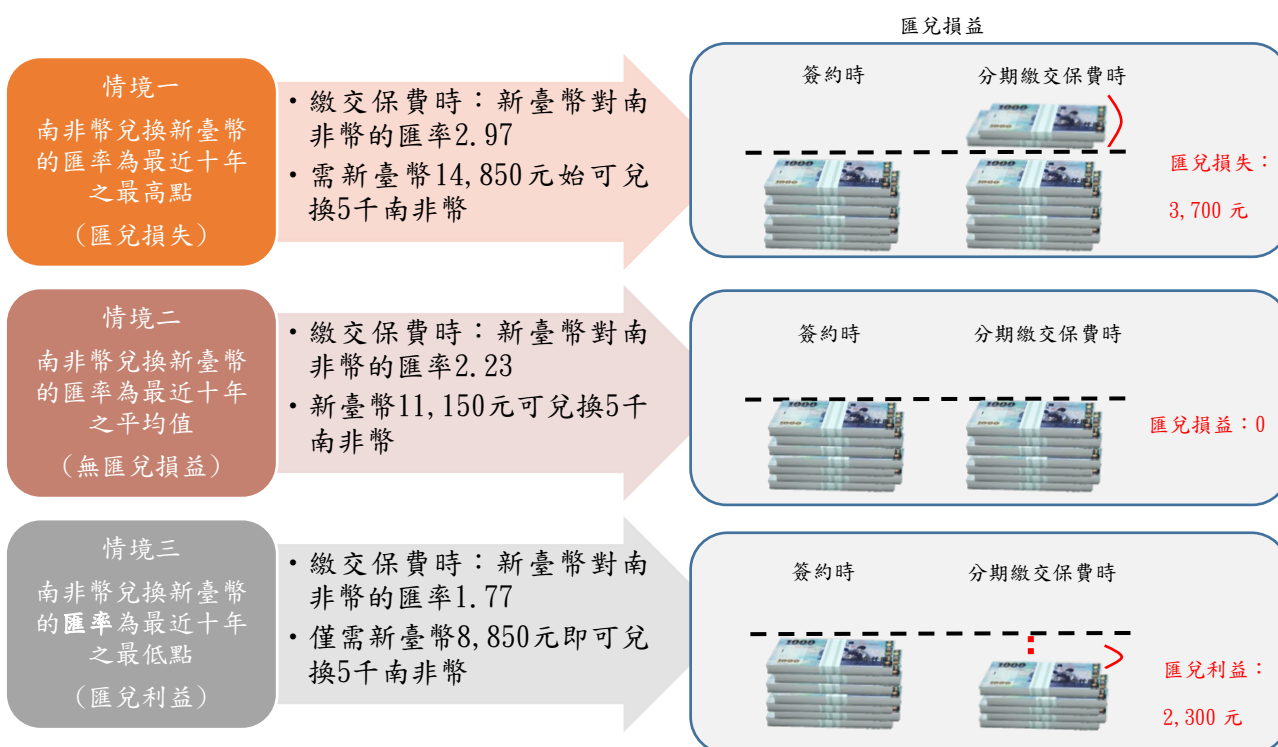 匯兌損益
情境一
南非幣兌換新臺幣
的匯率為最近十年
之最高點
（匯兌損失）
・繳交保費時：新臺幣對南
非幣的匯率2.97
・需新臺幣14,850元始可兌
換5千南非幣
簽約時
分期繳交保費時
匯兌損失：
3,700 元
情境二
南非幣兌換新臺幣
的匯率為最近十年
之平均值
（無匯兌損益）
・繳交保費時：新臺幣對南
非幣的匯率2.23
・新臺幣11,150元可兌換5千
南非幣
簽約時
分期繳交保費時
匯兌損益：0
情境三
南非幣兌換新臺幣
的匯率為最近十年
之最低點
（匯兌利益）
・繳交保費時：新臺幣對南
非幣的匯率1.77
・僅需新臺幣8,850元即可兌
換5千南非幣
簽約時
分期繳交保費時
匯兌利益：
2,300 元